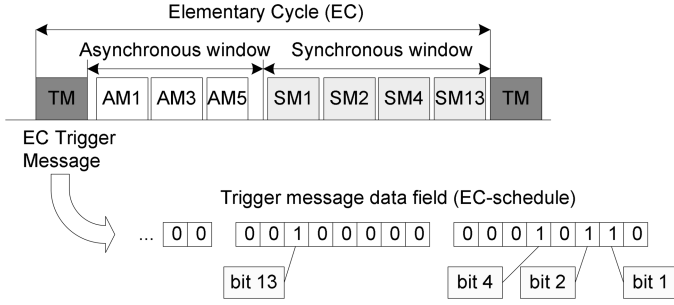 Elementary Cycle (EC)
Asynchronous window Synchronous window
TM AM1 AM3 AM5 SM1 SM2 SM4 SM13 TM
EC Trigger
Message
Trigger message data field (EC-schedule)
... 0 0 0 0 1 0 0 0 0 0 0 0 0 1 0 1 1 0
bit 13 bit 4 bit 2 bit 1